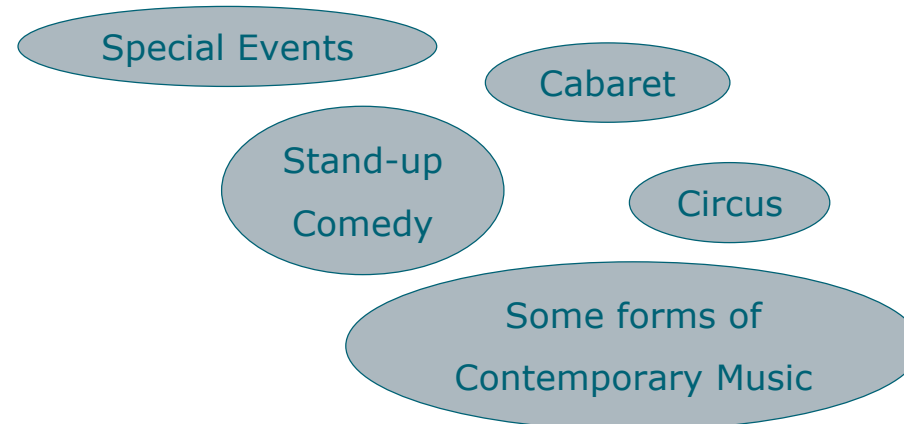 Special Events
Cabaret
Stand-up
Comedy
Circus
Some forms of
Contemporary Music